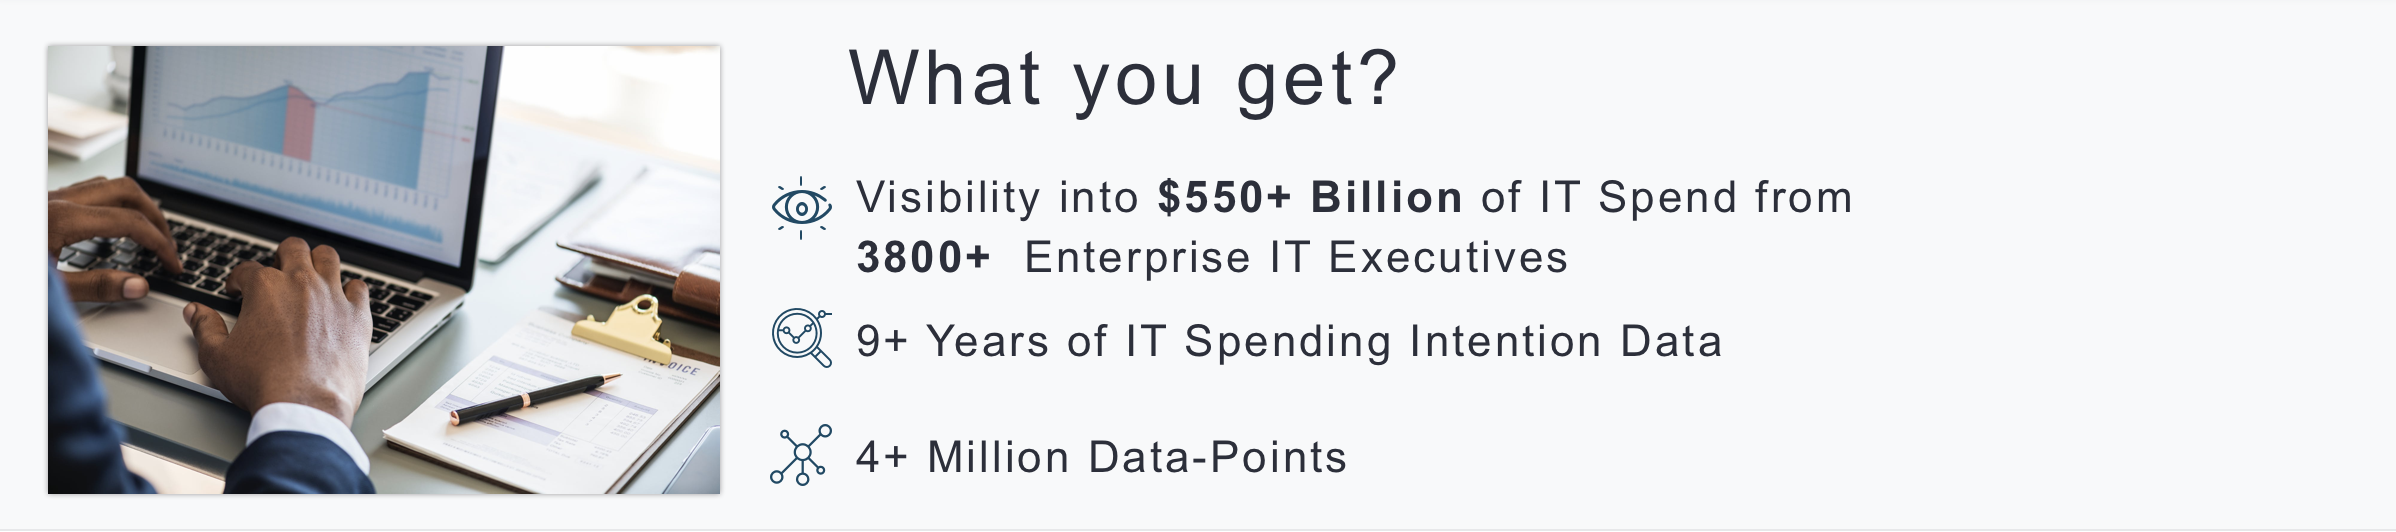 What you get?
Visibility into $550+ Billion of IT Spend from
3800+ Enterprise IT Executives
9+ Years of IT Spending Intention Data
4+ Million Data-Points